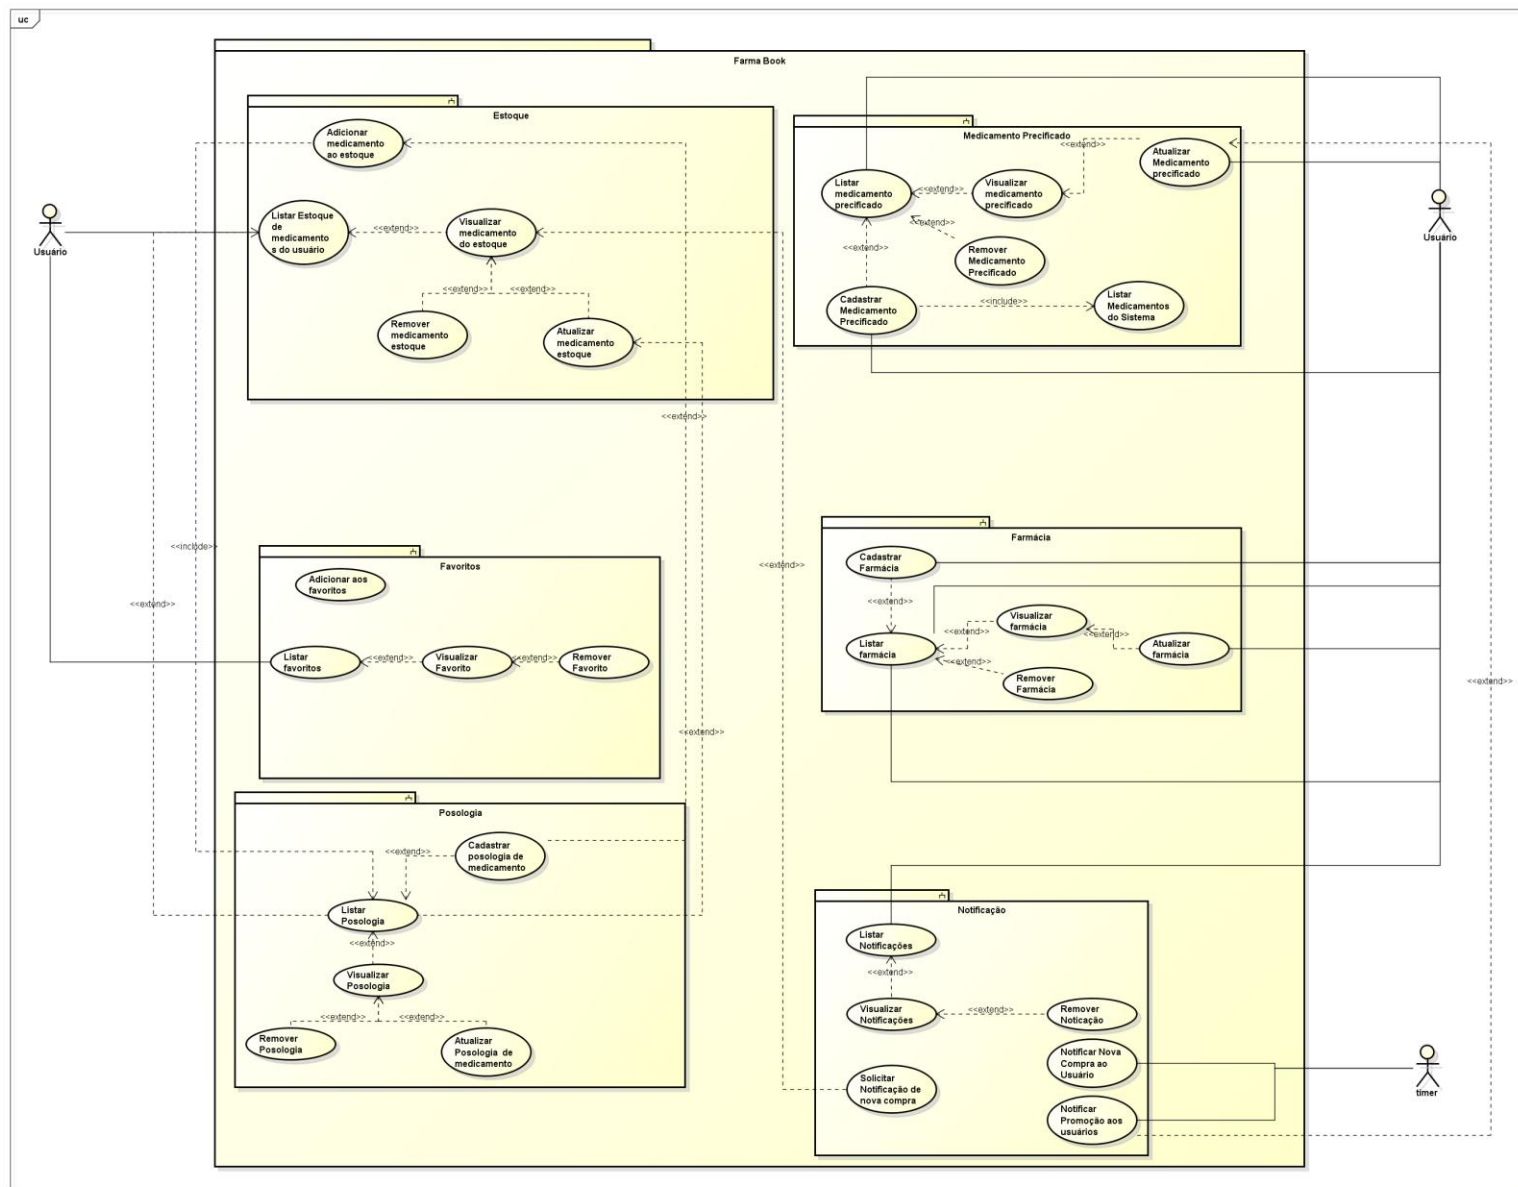 uc
Farma Book
Estoque
Adicionar
medicamento
ao estoque
Listar Estoque
de
medicamento
s do usuário
<<extend>>
Visualizar
medicamento
do estoque
<<extend>>
<<extend>>
Remover
medicamento
estoque
Atualizar
medicamento
estoque
Usuário
Medicamento Precificado
<<extend>>
Atualizar
Medicamento
precificado
Listar
medicamento
precificado
<<extend>>
Visualizar
medicamento
precificado
<<extend>>
<<extend>>
Remover
Medicamento
Precificado
Cadastrar
Medicamento
Precificado
<<include>>
Listar
Medicamentos
do Sistema
Usuário
<<extend>>
<<include>>
<<extend>>
<<extend>>
Favoritos
Adicionar aos
favoritos
Listar
favoritos
<<extend>>
Visualizar
Favorito
<<extend>>
Remover
Favorito
Farmácia
Cadastrar
Farmácia
<<extend>>
Listar
farmácia
<<extend>>
Visualizar
farmácia
<<extend>>
Atualizar
farmácia
<<extend>>
Remover
Farmácia
<<extend>>
<<extend>>
Posologia
Cadastrar
posologia de
medicamento
<<extend>>
Listar
Posologia
<<extend>>
Visualizar
Posologia
<<extend>>
<<extend>>
Remover
Posologia
Atualizar
Posologia de
medicamento
Notificação
Listar
Notificações
<<extend>>
Visualizar
Notificações
<<extend>>
Remover
Noticação
Notificar Nova
Compra ao
Usuário
Solicitar
Notificação de
nova compra
Notificar
Promoção aos
usuários
timer